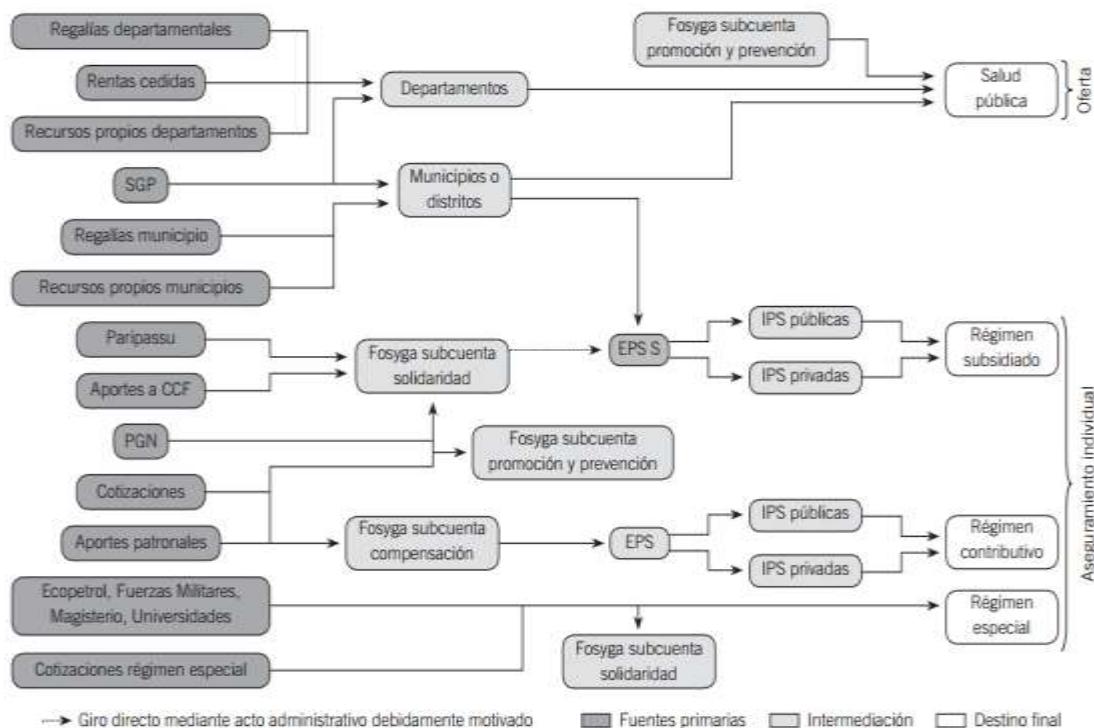 Regalías departamentales
Rentas cedidas
Recursos propios departamentos
SGP
Regalías municipio
Recursos propios municipios
Departamentos
Municipios o
distritos
Fosyga subcuenta
promoción y prevención
Salud
pública
Oferta
Paripassu
Aportes a CCF
PGN
Cotizaciones
Aportes patronales
Fosyga subcuenta
solidaridad
Fosyga subcuenta
promoción y prevención
Fosyga subcuenta
compensación
EPS S
IPS públicas
IPS privadas
Régimen
subsidiado
EPS
IPS públicas
IPS privadas
Régimen
contributivo
Aseguramiento individual
Ecopetrol, Fuerzas Militares,
Magisterio, Universidades
Cotizaciones régimen especial
Fosyga subcuenta
solidaridad
Régimen
especial
Giro directo mediante acto administrativo debidamente motivado
Fuentes primarias
Intermediación
Destino final